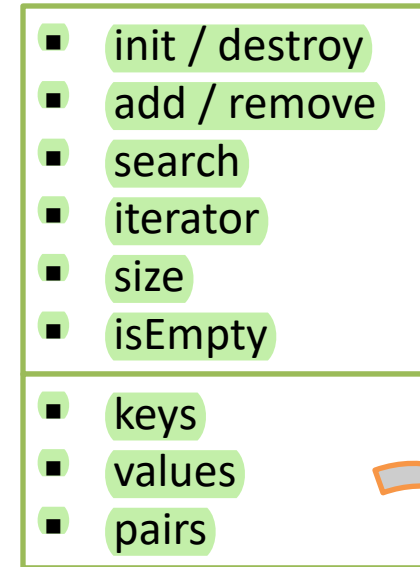 ▪ init / destroy
▪ add / remove
▪ search
▪ iterator
▪ size
▪ isEmpty
▪ keys
▪ values
▪ pairs